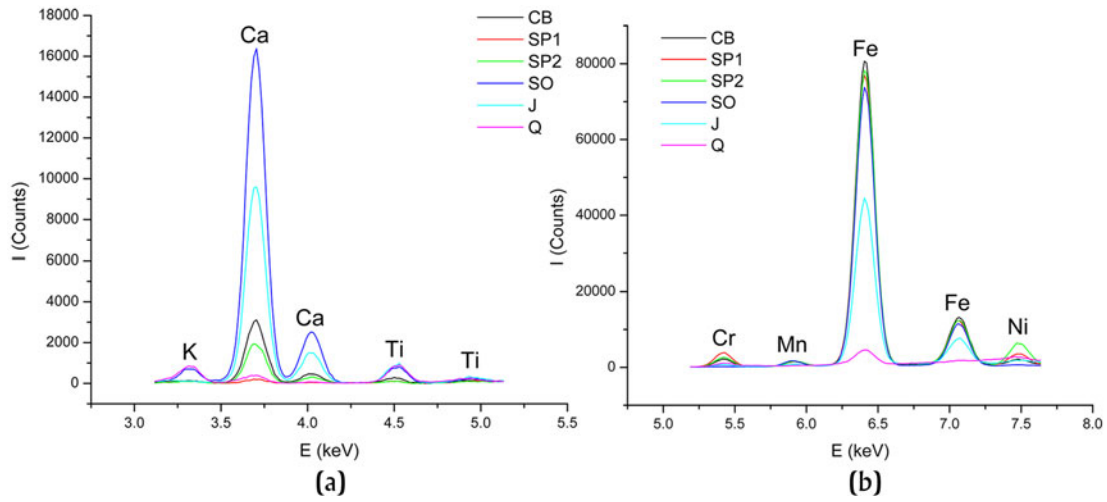 CB
SP1
SP2
SO
J
Q
Ca
K
Ca
Ti
Ti
18000
16000
14000
12000
10000
8000
6000
4000
2000
0
I (Counts)
3.0 3.5 4.0 4.5 5.0 5.5
E (keV)
(a)
CB
SP1
SP2
SO
J
Q
Fe
Cr
Mn
Fe
Ni
80000
60000
40000
20000
0
I (Counts)
5.0 5.5 6.0 6.5 7.0 7.5 8.0
E (keV)
(b)